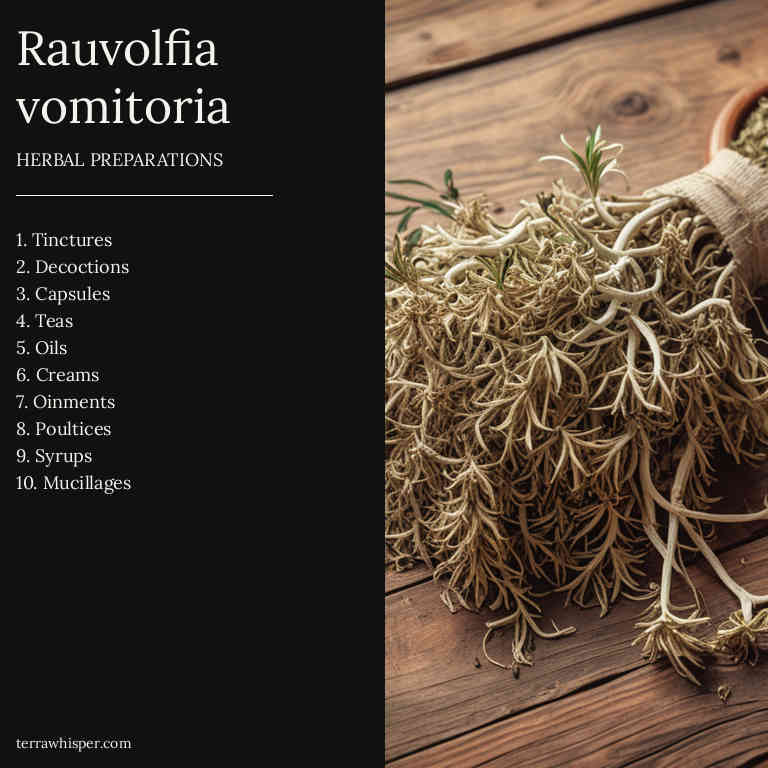 Rauvolfia
vomitoria
HERBAL PREPARATIONS
1. Tinctures
2. Decoctions
3. Capsules
4. Teas
5. Oils
6. Creams
7. Oinments
8. Poultices
9. Syrups
10. Mucillages
terrawhisper.com